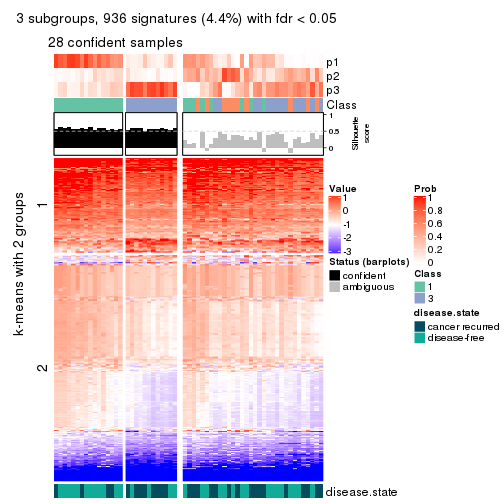 3 subgroups, 936 signatures (4.4%) with fdr < 0.05
28 confident samples
p1
p2
p3
Class
1
0.5
0
Silhouette
score
k-means with 2 groups
1
2
Value
1
0
-1
-2
-3
Status (barplots)
confident
ambiguous
Prob
1
0.8
0.6
0.4
0.2
0
Class
1
3
disease.state
cancer recurred
disease-free
disease.state